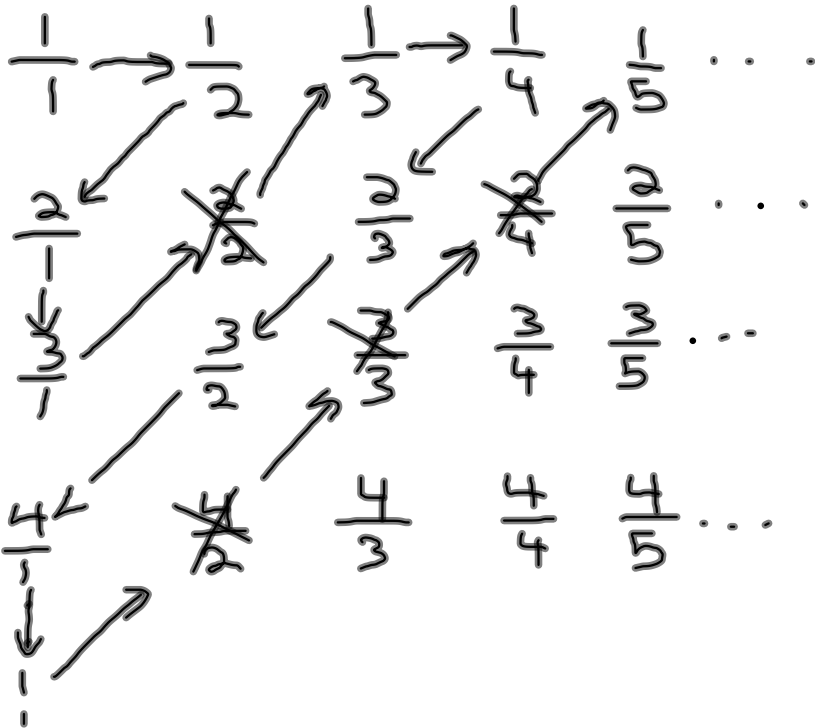 1/1 1/2 1/3 1/4 1/5 . . .
2/1 2/2 2/3 2/4 2/5 . . .
3/1 3/2 3/3 3/4 3/5 . . .
4/1 4/2 4/3 4/4 4/5 . . .